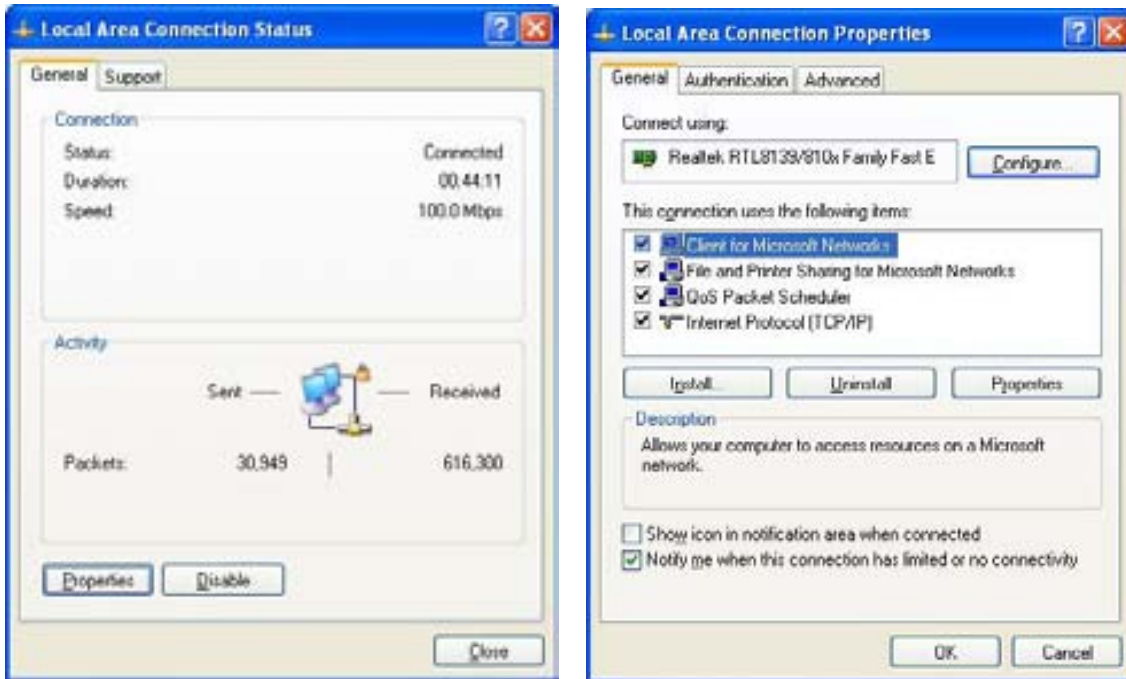 Local Area Connection Status
General Support
Connection
Status: Connected
Duration: 00:44:11
Speed: 100.0 Mbps
Activity
Sent Received
Packets: 30,949 616,300
Properties Disable
Close
Local Area Connection Properties
General Authentication Advanced
Connect using:
Realtek RTL8139/810x Family Fast E
Configure...
This connection uses the following items:
Client for Microsoft Networks
File and Printer Sharing for Microsoft Networks
QoS Packet Scheduler
Internet Protocol (TCP/IP)
Install... Uninstall Properties
Description
Allows your computer to access resources on a Microsoft
network.
Show icon in notification area when connected
Notify me when this connection has limited or no connectivity
OK Cancel